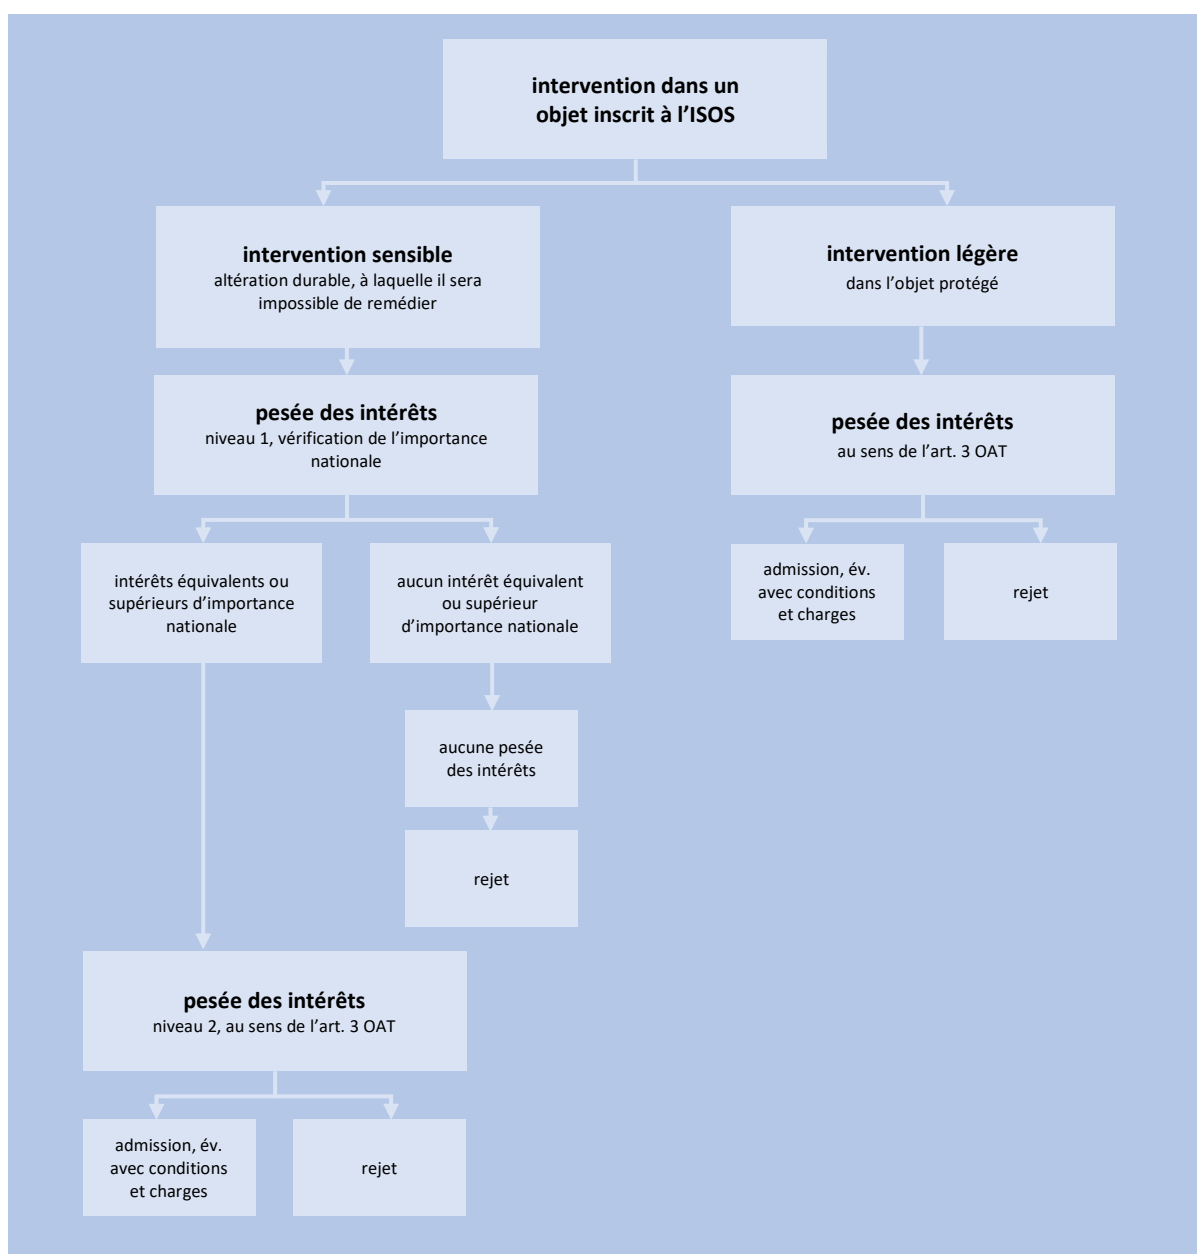 intervention dans un
objet inscrit à l’ISOS
intervention sensible
altération durable, à laquelle il sera
impossible de remédier
intervention légère
dans l’objet protégé
pesée des intérêts
niveau 1, vérification de l’importance
nationale
pesée des intérêts
au sens de l’art. 3 OAT
intérêts équivalents ou
supérieurs d’importance
nationale
aucun intérêt équivalent
ou supérieur
d’importance nationale
admission, év.
avec conditions
et charges
rejet
aucune pesée
des intérêts
rejet
pesée des intérêts
niveau 2, au sens de l’art. 3 OAT
admission, év.
avec conditions
et charges
rejet